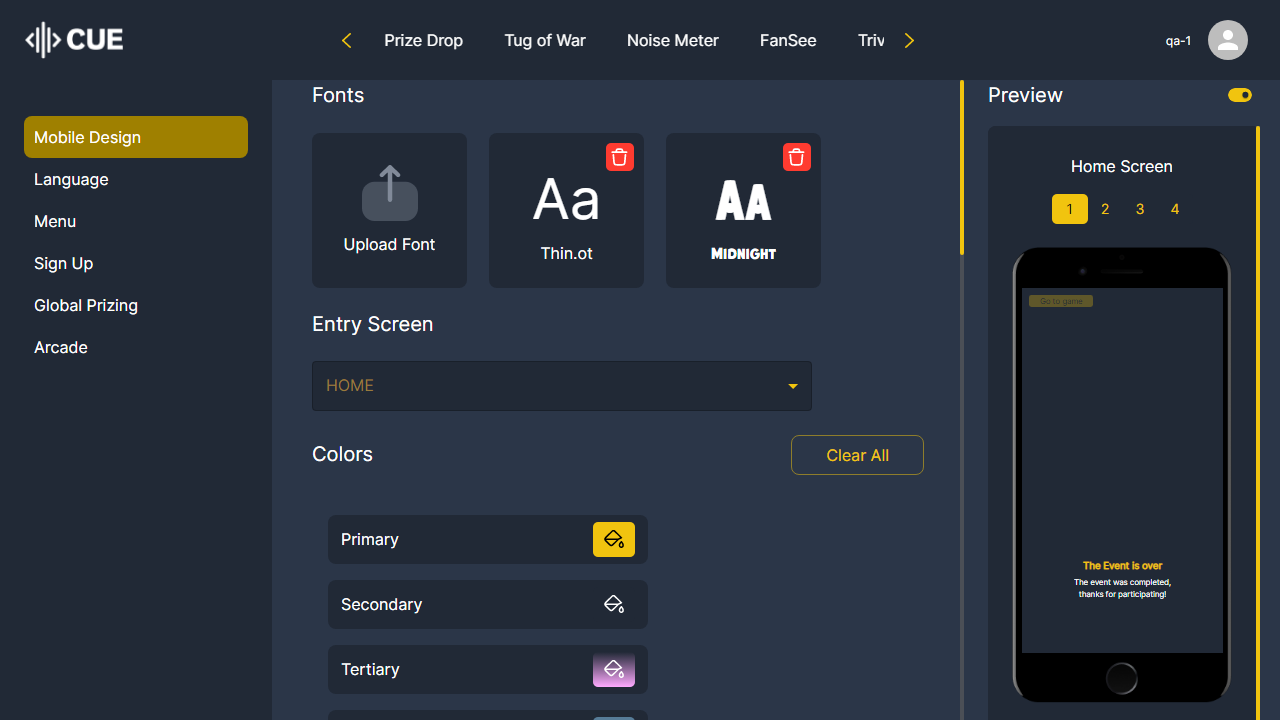 CUE
Prize Drop
Tug of War
Noise Meter
FanSee
Triv
qa-1
Mobile Design
Language
Menu
Sign Up
Global Prizing
Arcade
Fonts
Upload Font
Aa
Thin.ot
AA
MIDNIGHT
Entry Screen
HOME
Colors
Clear All
Primary
Secondary
Tertiary
Preview
Home Screen
1 2 3 4
Go to game
The Event is over
The event was completed,
thanks for participating!